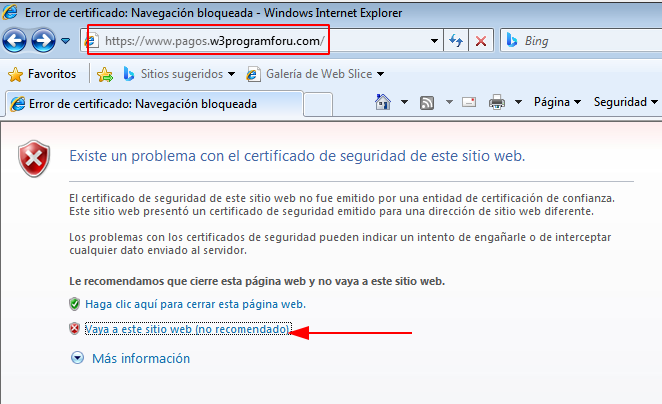 Error de certificado: Navegación bloqueada - Windows Internet Explorer
https://www.pagos.w3programforu.com/
Bing
Favoritos
Sitios sugeridos
Galería de Web Slice
Error de certificado: Navegación bloqueada
Página
Seguridad
Existe un problema con el certificado de seguridad de este sitio web.
El certificado de seguridad de este sitio web no fue emitido por una entidad de certificación de confianza.
Este sitio web presentó un certificado de seguridad emitido para una dirección de sitio web diferente.
Los problemas con los certificados de seguridad pueden indicar un intento de engañarle o de interceptar
cualquier dato enviado al servidor.
Le recomendamos que cierre esta página web y no vaya a este sitio web.
Haga clic aquí para cerrar esta página web.
Vaya a este sitio web (no recomendado).
Más información